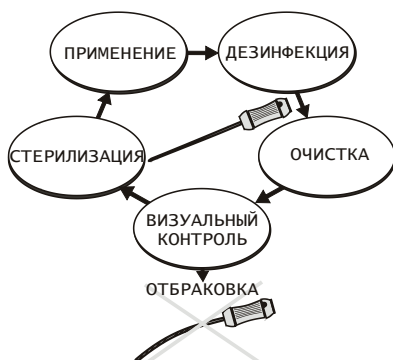 ПРИМЕНЕНИЕ
ДЕЗИНФЕКЦИЯ
СТЕРИЛИЗАЦИЯ
ОЧИСТКА
ВИЗУАЛЬНЫЙ
КОНТРОЛЬ
ОТБРАКОВКА